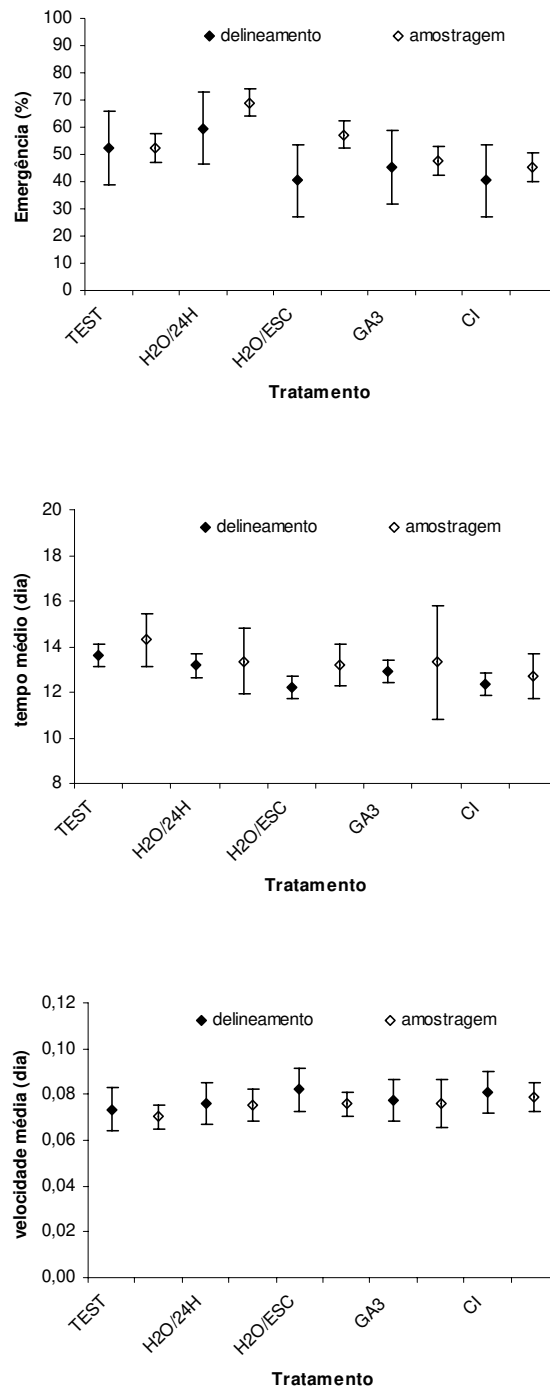 delineamento amostragem
Emergência (%)
100
90
80
70
60
50
40
30
20
10
0
TEST H2O/24H H2O/ESC GA3 CI
Tratamento
delineamento amostragem
tempo médio (dia)
20
18
16
14
12
10
8
TEST H2O/24H H2O/ESC GA3 CI
Tratamento
delineamento amostragem
velocidade média (dia)
0,12
0,10
0,08
0,06
0,04
0,02
0,00
TEST H2O/24H H2O/ESC GA3 CI
Tratamento